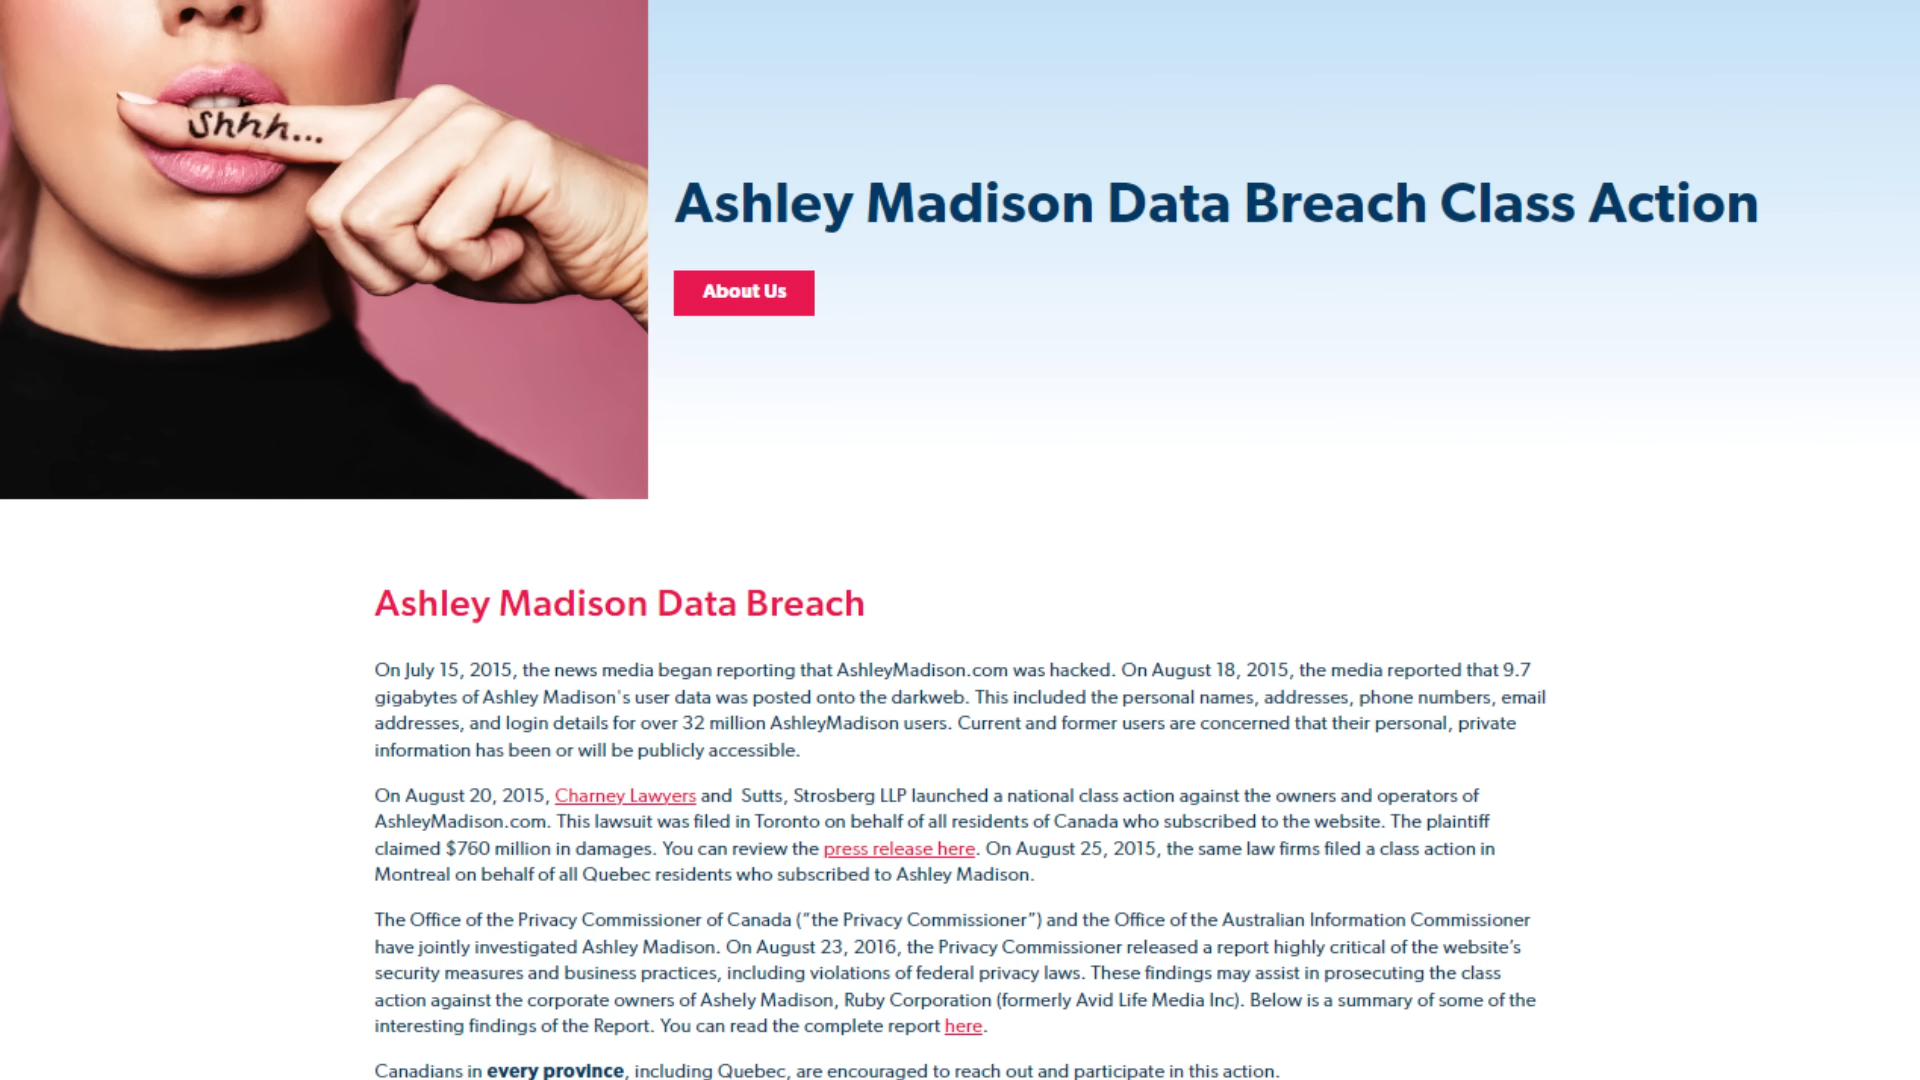 Shhh...
Ashley Madison Data Breach Class Action
About Us
Ashley Madison Data Breach
On July 15, 2015, the news media began reporting that AshleyMadison.com was hacked. On August 18, 2015, the media reported that 9.7
gigabytes of Ashley Madison's user data was posted onto the darkweb. This included the personal names, addresses, phone numbers, email
addresses, and login details for over 32 million AshleyMadison users. Current and former users are concerned that their personal, private
information has been or will be publicly accessible.
On August 20, 2015, Charney Lawyers and Sutts, Strosberg LLP launched a national class action against the owners and operators of
AshleyMadison.com. This lawsuit was filed in Toronto on behalf of all residents of Canada who subscribed to the website. The plaintiff
claimed $760 million in damages. You can review the press release here. On August 25, 2015, the same law firms filed a class action in
Montreal on behalf of all Quebec residents who subscribed to Ashley Madison.
The Office of the Privacy Commissioner of Canada (“the Privacy Commissioner”) and the Office of the Australian Information Commissioner
have jointly investigated Ashley Madison. On August 23, 2016, the Privacy Commissioner released a report highly critical of the website’s
security measures and business practices, including violations of federal privacy laws. These findings may assist in prosecuting the class
action against the corporate owners of Ashely Madison, Ruby Corporation (formerly Avid Life Media Inc). Below is a summary of some of the
interesting findings of the Report. You can read the complete report here.
Canadians in every province, including Quebec, are encouraged to reach out and participate in this action.